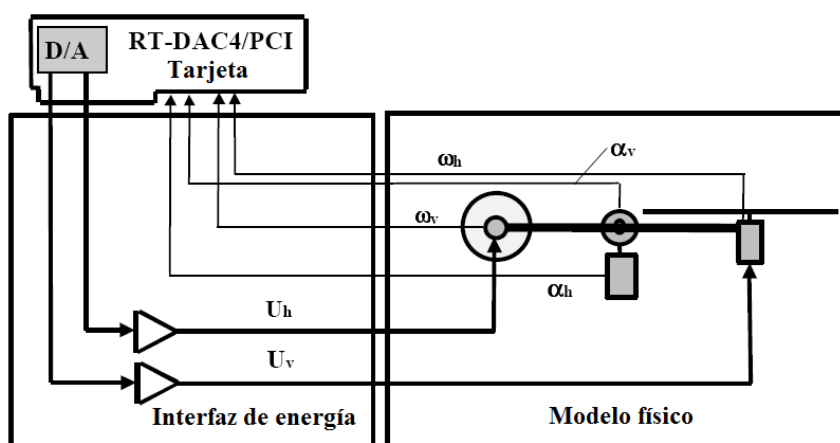 D/A
RT-DAC4/PCI
Tarjeta
ωh
αv
ωv
αh
Uh
Uv
Interfaz de energía
Modelo físico